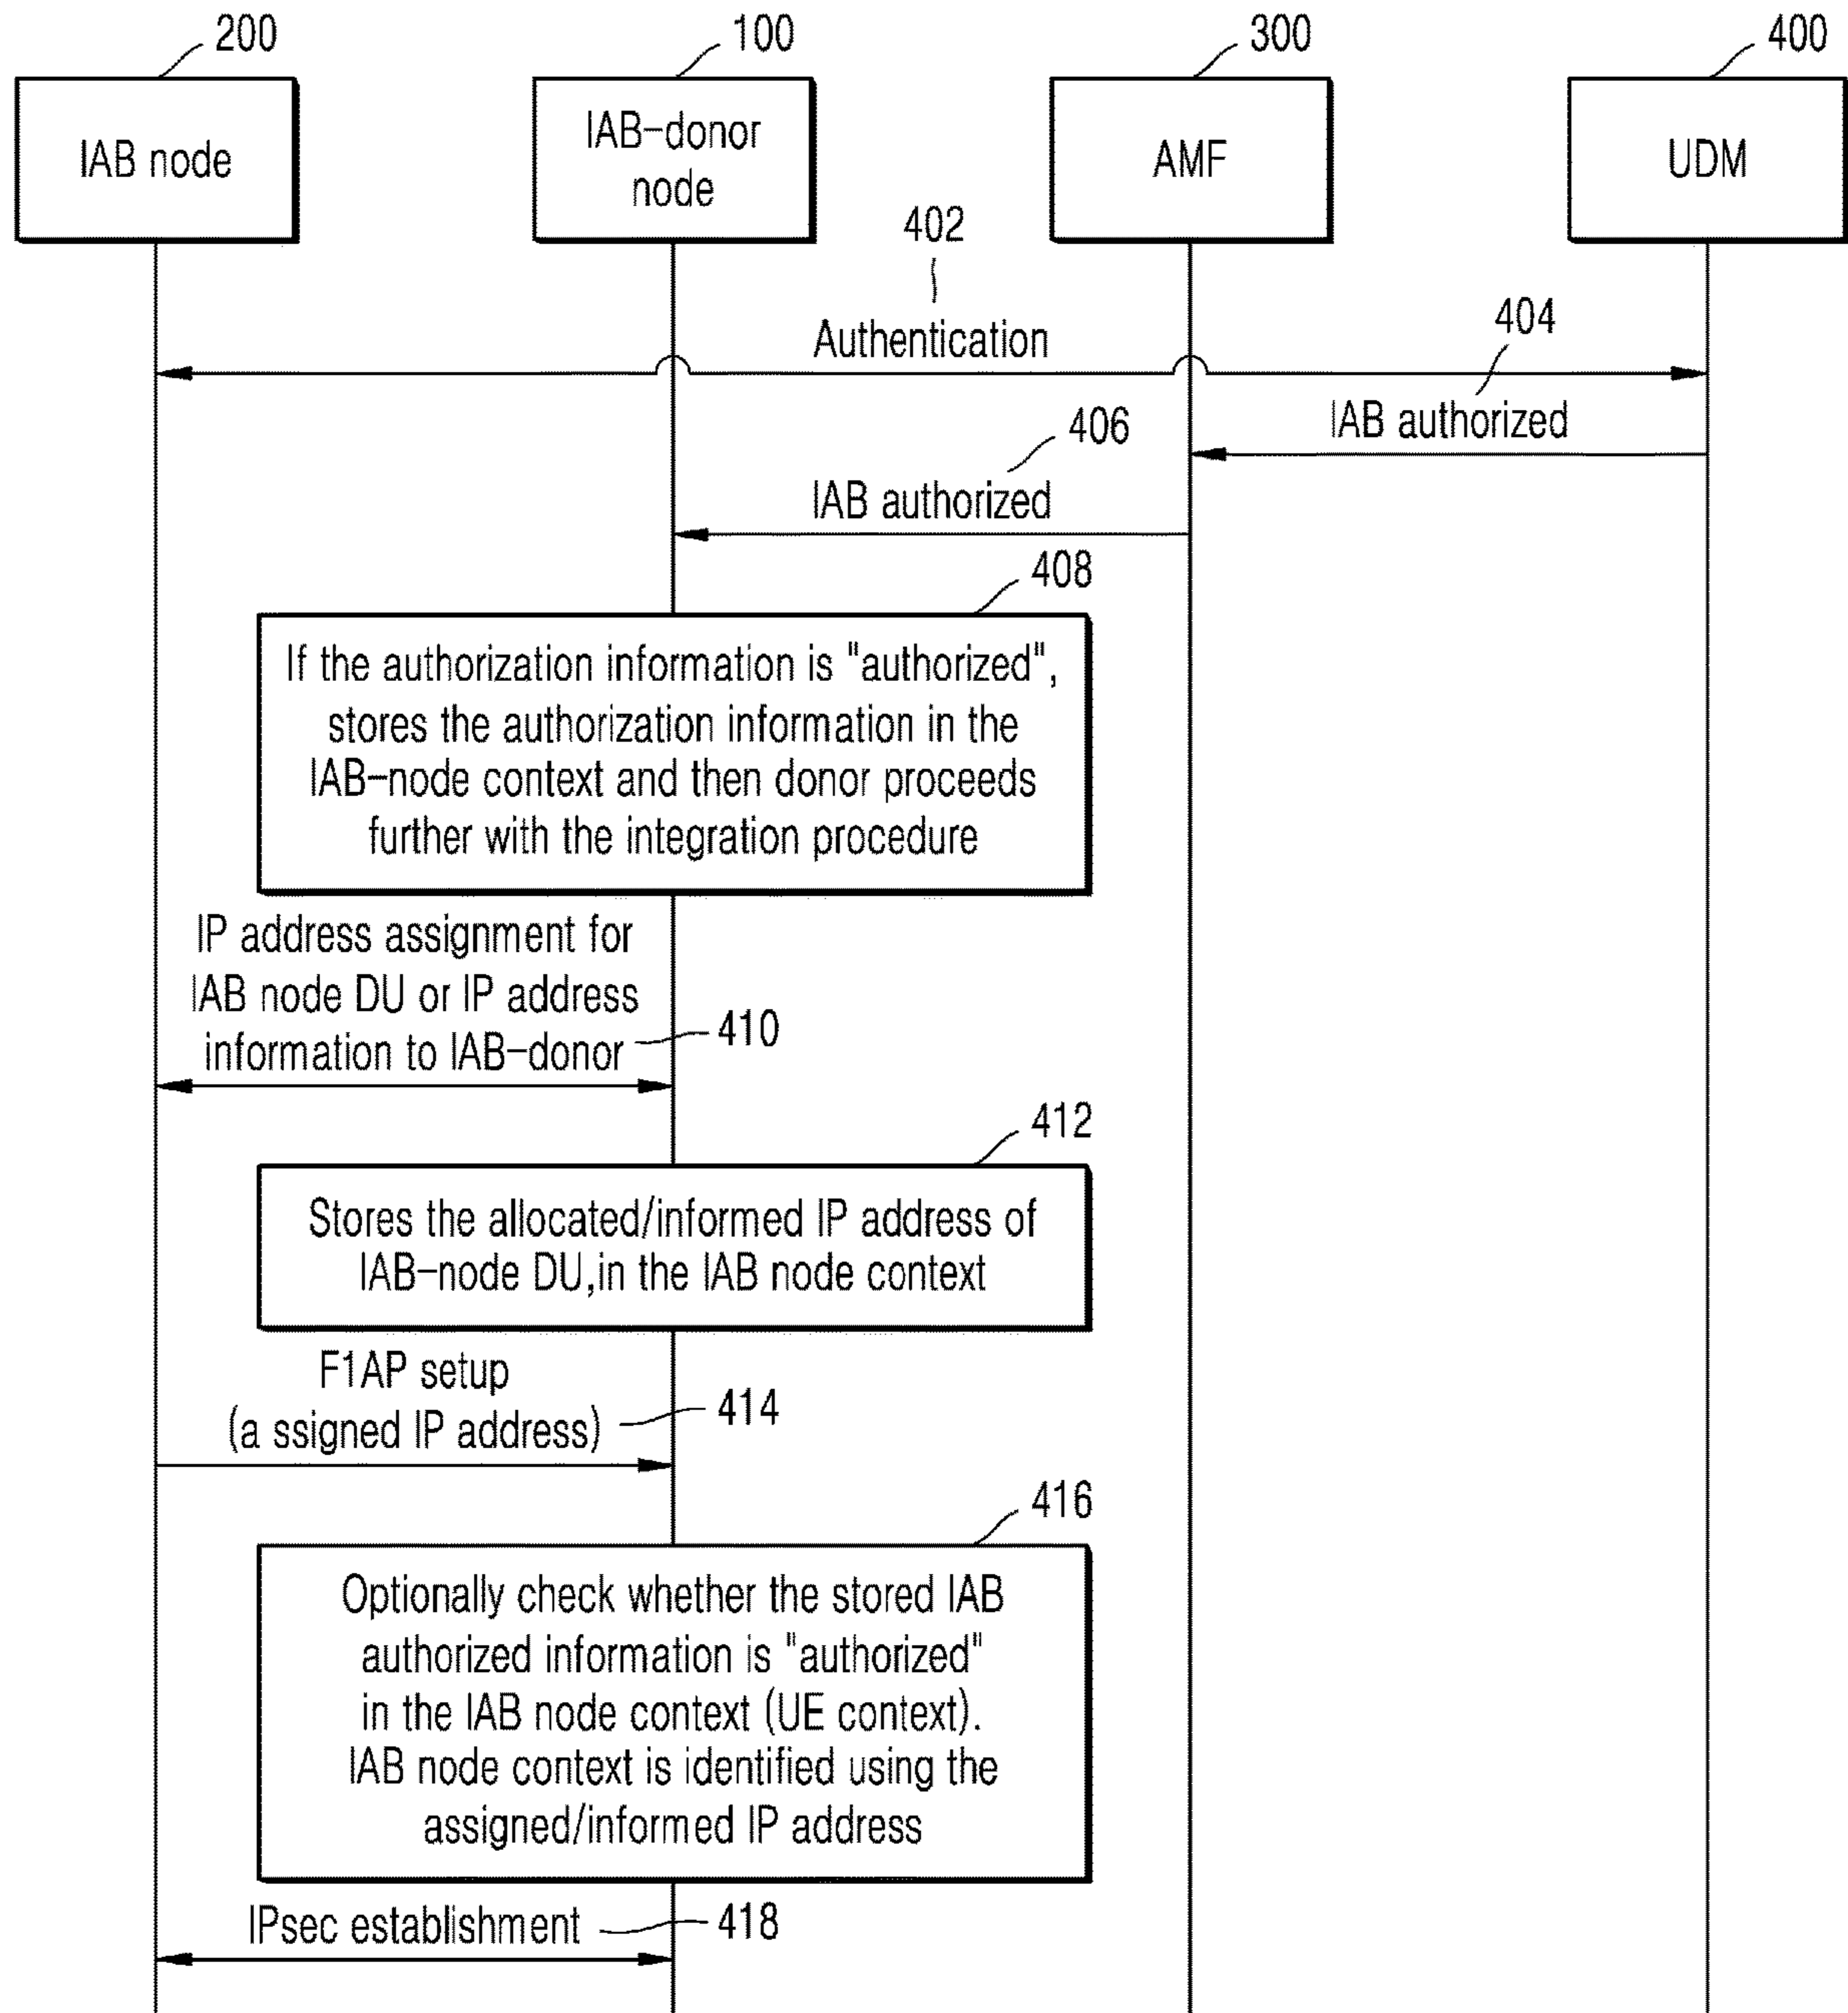 200
100
300
400
IAB node
IAB-donor
node
AMF
UDM
402
Authentication
404
IAB authorized
406
IAB authorized
408
If the authorization information is "authorized",
stores the authorization information in the
IAB-node context and then donor proceeds
further with the integration procedure
IP address assignment for
IAB node DU or IP address
information to IAB-donor
410
412
Stores the allocated/informed IP address of
IAB-node DU,in the IAB node context
F1AP setup
(a ssigned IP address)
414
416
Optionally check whether the stored IAB
authorized information is "authorized"
in the IAB node context (UE context).
IAB node context is identified using the
assigned/informed IP address
IPsec establishment
418